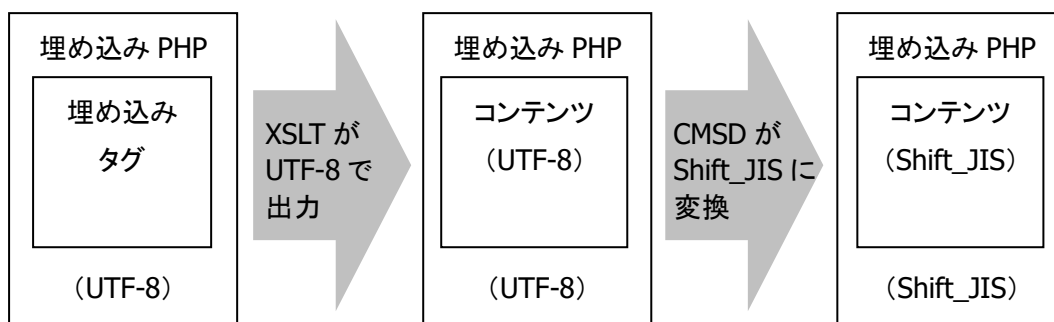 埋め込み PHP
埋め込み
タグ
（UTF-8）
XSLT が
UTF-8 で
出力
埋め込み PHP
コンテンツ
（UTF-8）
（UTF-8）
CMSD が
Shift_JIS に
変換
埋め込み PHP
コンテンツ
（Shift_JIS）
（Shift_JIS）